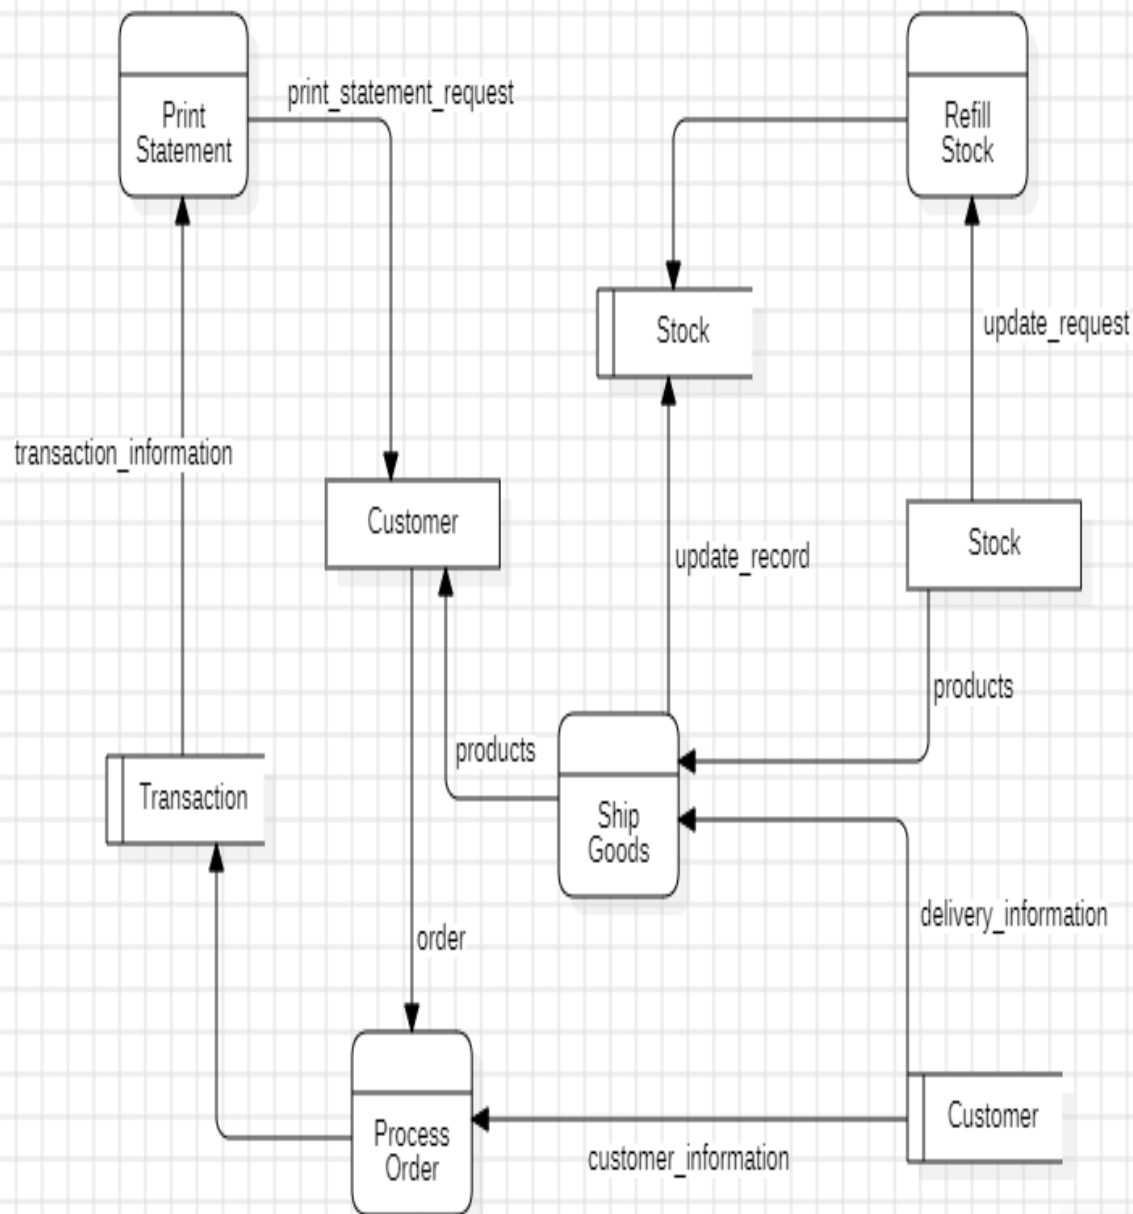 Print
Statement
print_statement_request
Refill
Stock
Stock
update_request
transaction_information
Customer
update_record
Stock
products
products
Transaction
Ship
Goods
delivery_information
order
Process
Order
customer_information
Customer